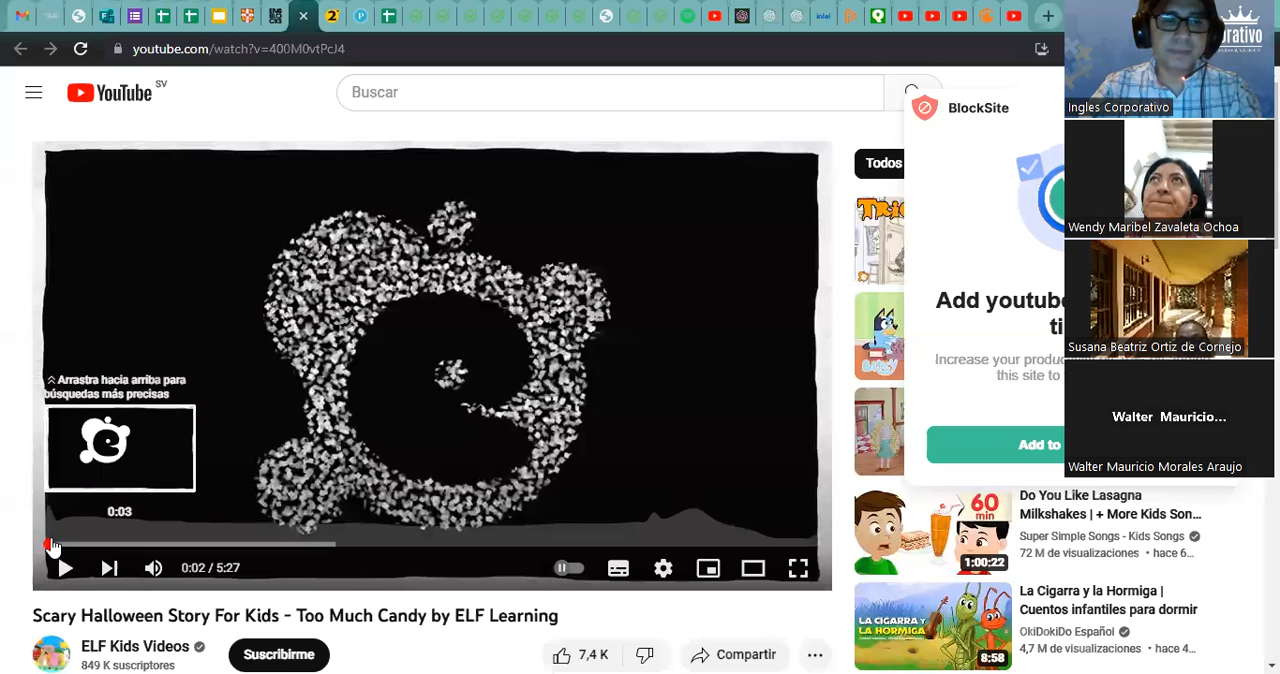 youtube.com/watch?v=400M0vtPcJ4
YouTube SV
Buscar
BlockSite
Todos
Add youtube
ti
Increase your produc
this site to
Add to
Arrastra hacia arriba para
búsquedas más precisas
0:03
0:02 / 5:27
Scary Halloween Story For Kids - Too Much Candy by ELF Learning
ELF Kids Videos
849 K suscriptores
Suscribirme
7,4 K
Compartir
60
min
1:00:22
Do You Like Lasagna
Milkshakes | + More Kids Son...
Super Simple Songs - Kids Songs
72 M de visualizaciones • hace 6...
LA CIGARRA Y
LA HORMIGA
8:58
La Cigarra y la Hormiga |
Cuentos infantiles para dormir
OkiDokiDo Español
4,7 M de visualizaciones • hace 4...
Ingles Corporativo
Wendy Maribel Zavaleta Ochoa
Susana Beatriz Ortiz de Cornejo
Walter Mauricio...
Walter Mauricio Morales Araujo